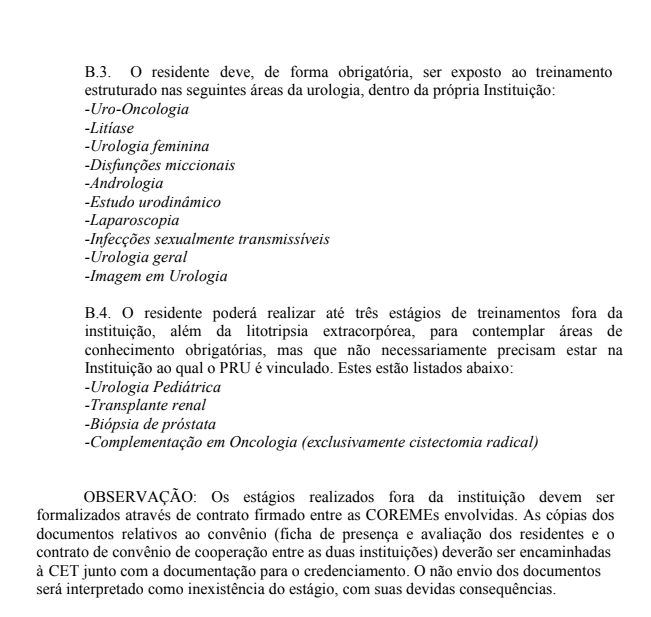 B.3. O residente deve, de forma obrigatória, ser exposto ao treinamento
estruturado nas seguintes áreas da urologia, dentro da própria Instituição:
-Uro-Oncologia
-Litíase
-Urologia feminina
-Disfunções miccionais
-Andrologia
-Estudo urodinâmico
-Laparoscopia
-Infecções sexualmente transmissíveis
-Urologia geral
-Imagem em Urologia
B.4. O residente poderá realizar até três estágios de treinamentos fora da
instituição, além da litotripsia extracorpórea, para contemplar áreas de
conhecimento obrigatórias, mas que não necessariamente precisam estar na
Instituição ao qual o PRU é vinculado. Estes estão listados abaixo:
-Urologia Pediátrica
-Transplante renal
-Biópsia de próstata
-Complementação em Oncologia (exclusivamente cistectomia radical)
OBSERVAÇÃO: Os estágios realizados fora da instituição devem ser
formalizados através de contrato firmado entre as COREMEs envolvidas. As cópias dos
documentos relativos ao convênio (ficha de presença e avaliação dos residentes e o
contrato de convênio de cooperação entre as duas instituições) deverão ser encaminhadas
à CET junto com a documentação para o credenciamento. O não envio dos documentos
será interpretado como inexistência do estágio, com suas devidas consequências.